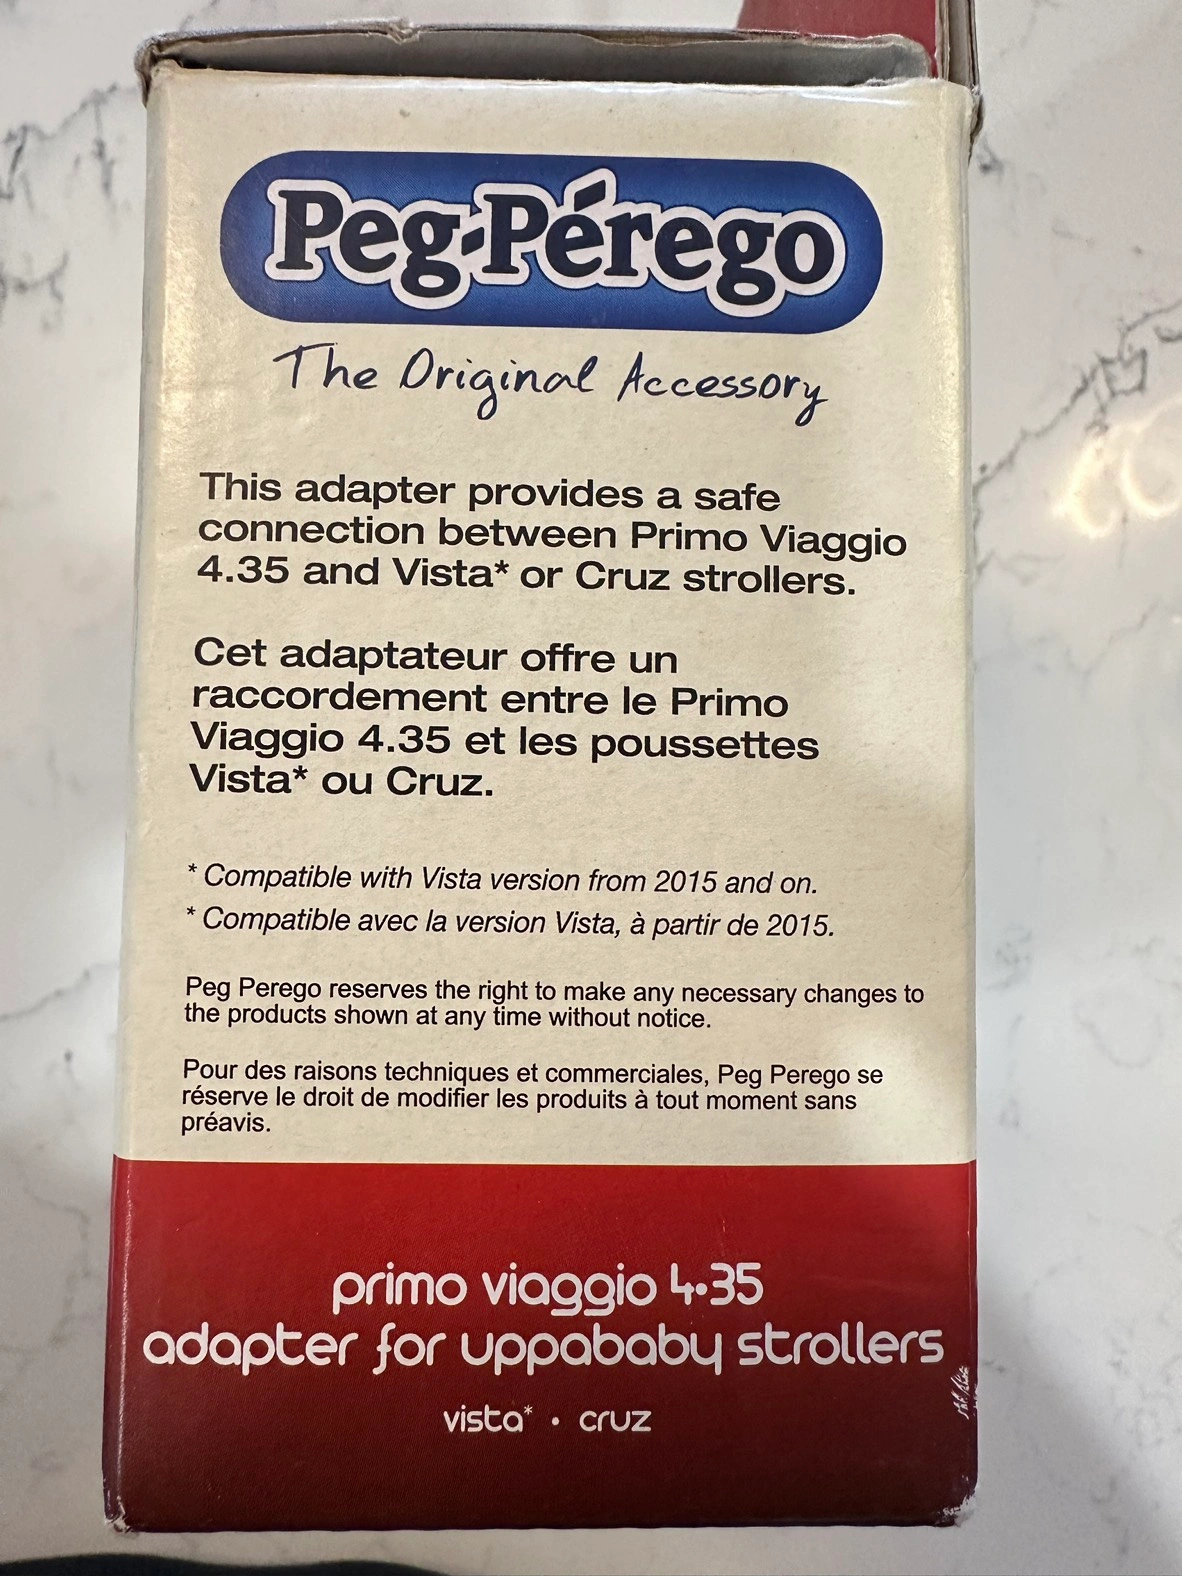 Peg-Pérego
The Original Accessory
This adapter provides a safe
connection between Primo Viaggio
4.35 and Vista* or Cruz strollers.
Cet adaptateur offre un
raccordement entre le Primo
Viaggio 4.35 et les poussettes
Vista* ou Cruz.
* Compatible with Vista version from 2015 and on.
* Compatible avec la version Vista, à partir de 2015.
Peg Perego reserves the right to make any necessary changes to
the products shown at any time without notice.
Pour des raisons techniques et commerciales, Peg Perego se
réserve le droit de modifier les produits à tout moment sans
préavis.
primo viaggio 4•35
adapter for uppababy strollers
vista* • cruz